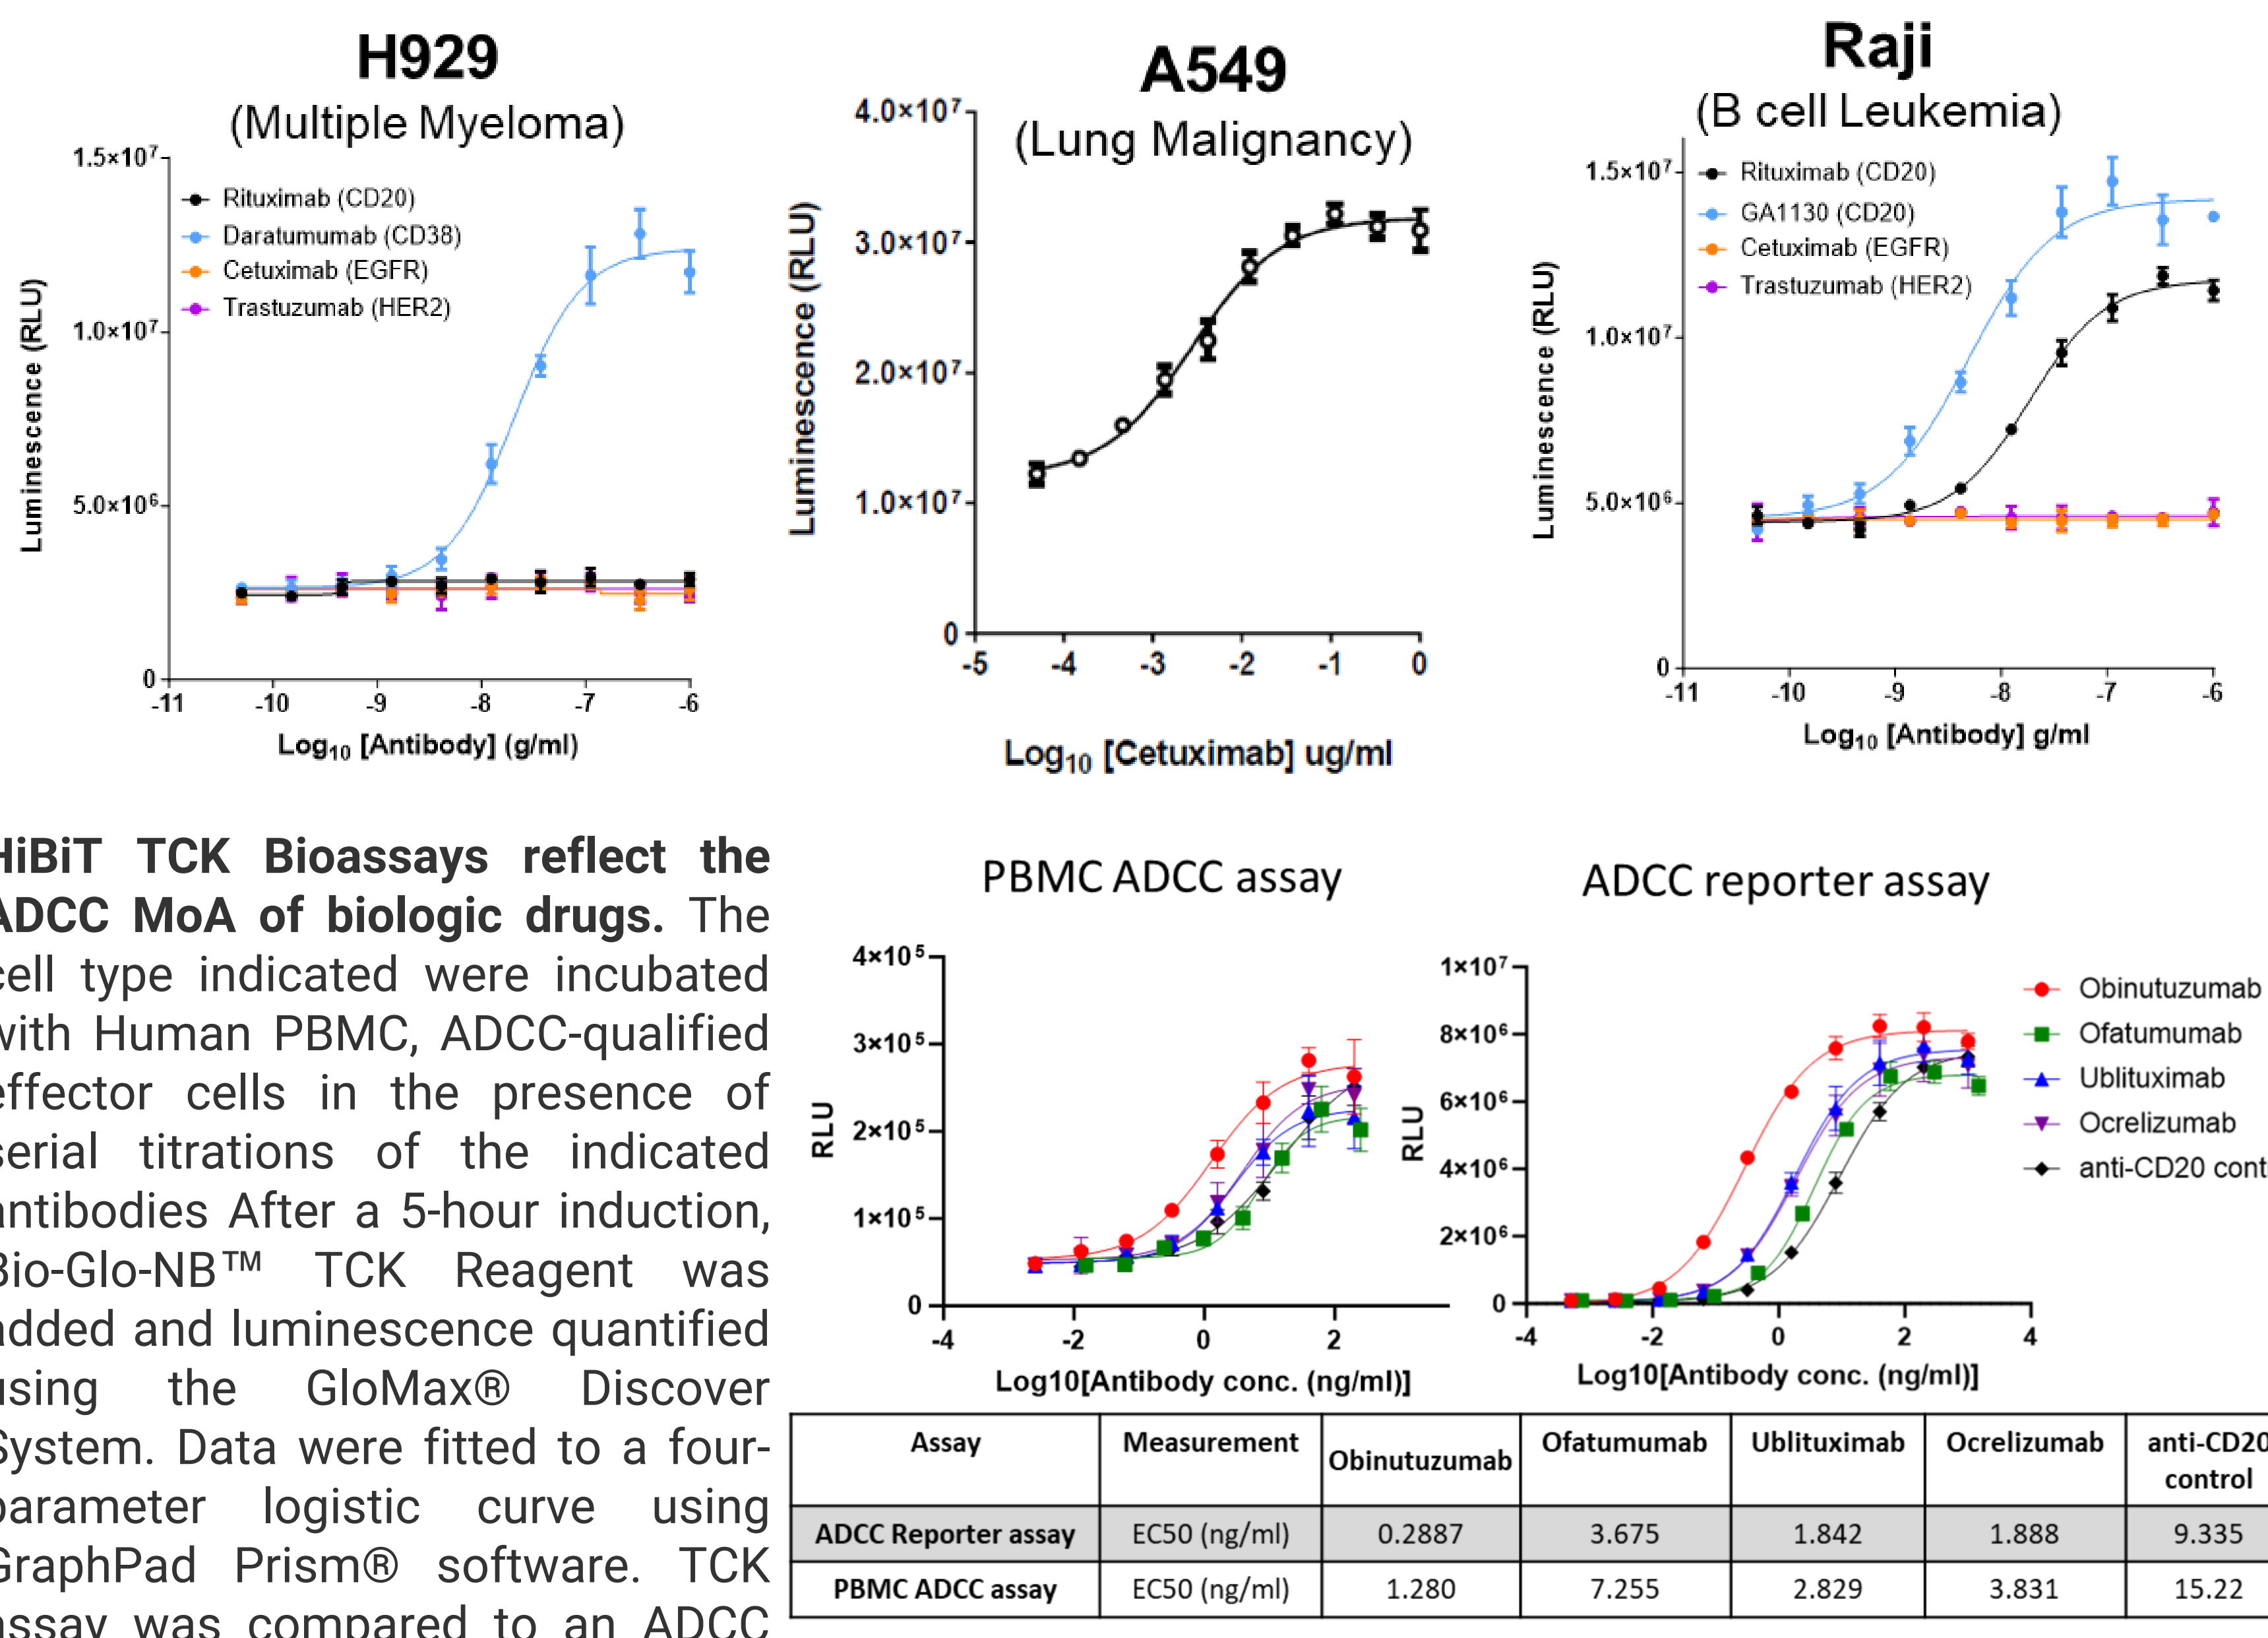 H929
(Multiple Myeloma)
1.5×10⁷
1.0×10⁷
5.0×10⁶
0
Luminescence (RLU)
Rituximab (CD20)
Daratumumab (CD38)
Cetuximab (EGFR)
Trastuzumab (HER2)
-11 -10 -9 -8 -7 -6
Log₁₀ [Antibody] (g/ml)
A549
(Lung Malignancy)
4.0×10⁷
3.0×10⁷
2.0×10⁷
1.0×10⁷
0
Luminescence (RLU)
-5 -4 -3 -2 -1 0
Log₁₀ [Cetuximab] ug/ml
Raji
(B cell Leukemia)
1.5×10⁷
1.0×10⁷
5.0×10⁶
0
Luminescence (RLU)
Rituximab (CD20)
GA1130 (CD20)
Cetuximab (EGFR)
Trastuzumab (HER2)
-11 -10 -9 -8 -7 -6
Log₁₀ [Antibody] g/ml
HiBiT TCK Bioassays reflect the
ADCC MoA of biologic drugs. The
cell type indicated were incubated
with Human PBMC, ADCC-qualified
effector cells in the presence of
serial titrations of the indicated
antibodies After a 5-hour induction,
Bio-Glo-NB™ TCK Reagent was
added and luminescence quantified
using the GloMax® Discover
System. Data were fitted to a four-
parameter logistic curve using
GraphPad Prism® software. TCK
assay was compared to an ADCC
PBMC ADCC assay
4×10⁵
3×10⁵
2×10⁵
1×10⁵
0
RLU
-4 -2 0 2
Log10[Antibody conc. (ng/ml)]
ADCC reporter assay
1×10⁷
8×10⁶
6×10⁶
4×10⁶
2×10⁶
0
RLU
-4 -2 0 2 4
Log10[Antibody conc. (ng/ml)]
Obinutuzumab
Ofatumumab
Ublituximab
Ocrelizumab
anti-CD20
Assay Measurement Obinutuzumab Ofatumumab Ublituximab Ocrelizumab anti-CD20 control
ADCC Reporter assay EC50 (ng/ml) 0.2887 3.675 1.842 1.888 9.335
PBMC ADCC assay EC50 (ng/ml) 1.280 7.255 2.829 3.831 15.22